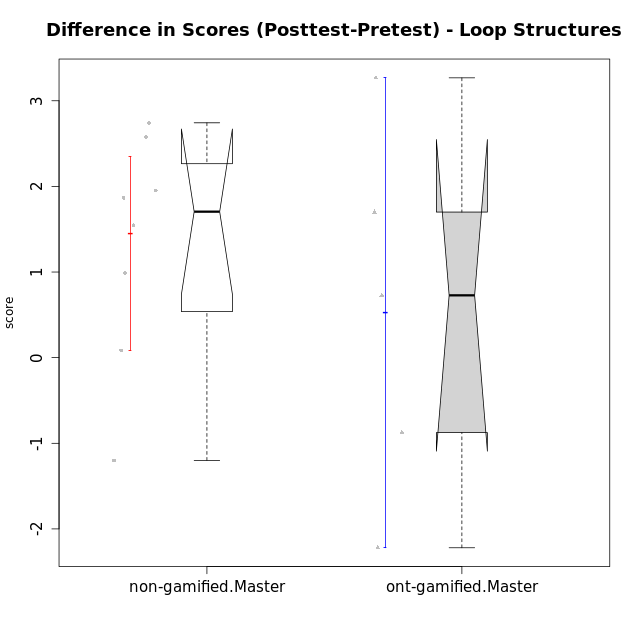 Difference in Scores (Posttest-Pretest) - Loop Structures
score
3
2
1
0
-1
-2
non-gamified.Master
ont-gamified.Master